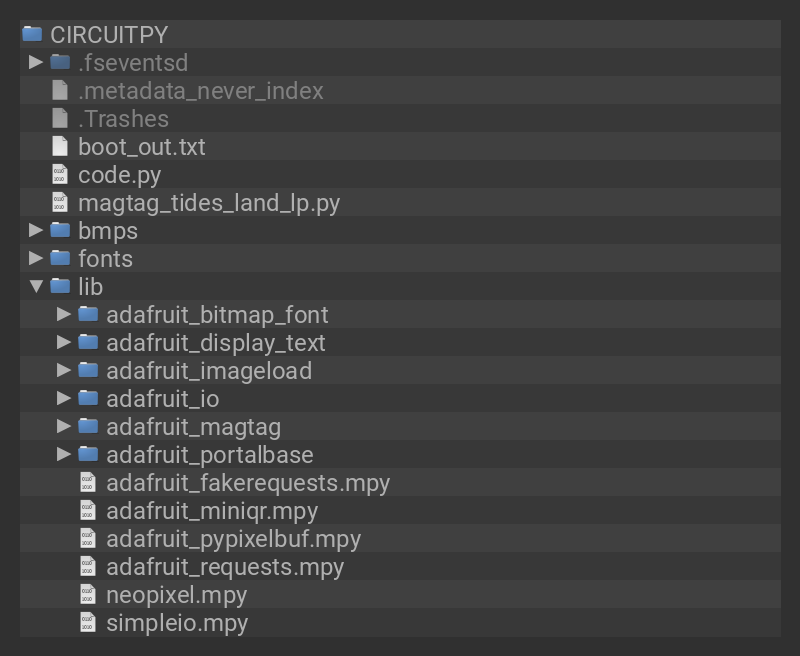 CIRCUITPY
.fseventsd
.metadata_never_index
.Trashes
boot_out.txt
code.py
magtag_tides_land_lp.py
bmps
fonts
lib
adafruit_bitmap_font
adafruit_display_text
adafruit_imageload
adafruit_io
adafruit_magtag
adafruit_portalbase
adafruit_fakerequests.mpy
adafruit_miniqr.mpy
adafruit_pypixelbuf.mpy
adafruit_requests.mpy
neopixel.mpy
simpleio.mpy